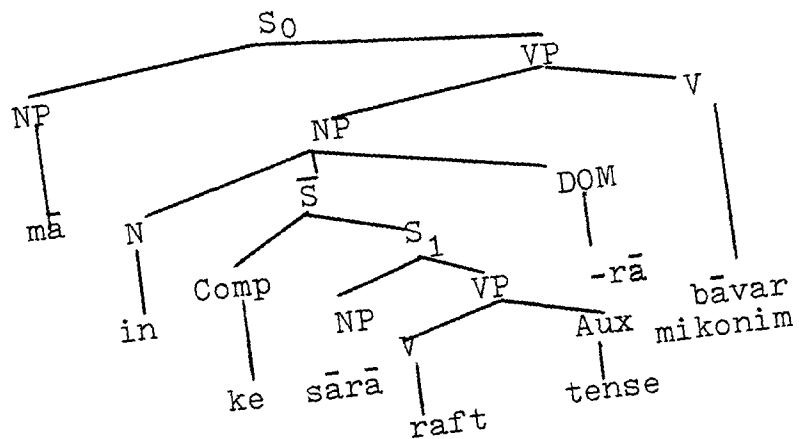 S0
VP
NP
V
NP
S̄
DOM
mā
N
S1
Comp
-rā
VP
bāvar
NP
in
Aux
mikonim
V
sārā
tense
ke
raft